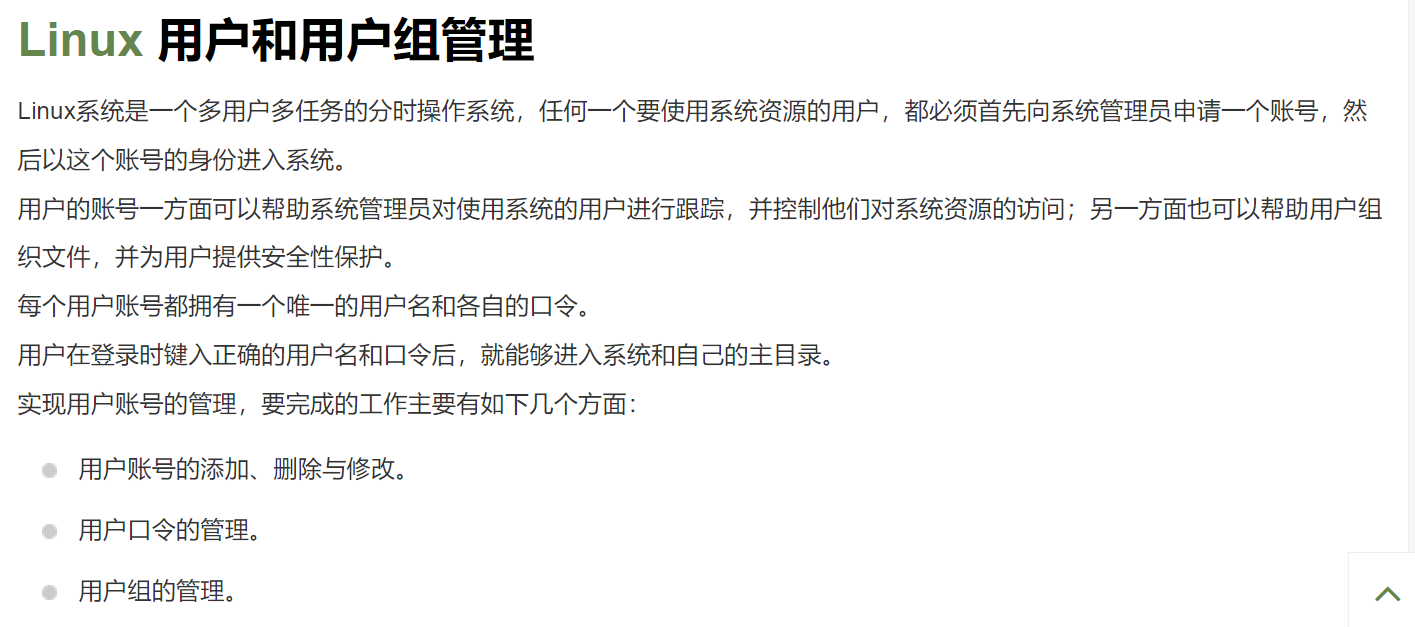 Linux 用户和用户组管理
Linux系统是一个多用户多任务的分时操作系统，任何一个要使用系统资源的用户，都必须首先向系统管理员申请一个账号，然
后以这个账号的身份进入系统。
用户的账号一方面可以帮助系统管理员对使用系统的用户进行跟踪，并控制他们对系统资源的访问；另一方面也可以帮助用户组
织文件，并为用户提供安全性保护。
每个用户账号都拥有一个唯一的用户名和各自的口令。
用户在登录时键入正确的用户名和口令后，就能够进入系统和自己的主目录。
实现用户账号的管理，要完成的工作主要有如下几个方面：
用户账号的添加、删除与修改。
用户口令的管理。
用户组的管理。